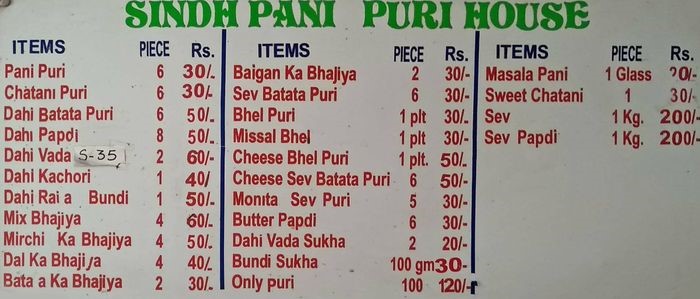 SINDH PANI PURI HOUSE
ITEMS PIECE Rs.
Pani Puri 6 30/-
Chatani Puri 6 30/-
Dahi Batata Puri 6 50/-
Dahi Papdi 8 50/-
Dahi Vada S-35 2 60/-
Dahi Kachori 1 40/
Dahi Rai a Bundi 1 50/-
Mix Bhajiya 4 60/-
Mirchi Ka Bhajiya 4 50/-
Dal Ka Bhajiya 4 40/-
Bata a Ka Bhajiya 2 30/-
ITEMS PIECE Rs.
Baigan Ka Bhajiya 2 30/-
Sev Batata Puri 6 30/-
Bhel Puri 1 plt 30/-
Missal Bhel 1 plt 30/-
Cheese Bhel Puri 1 plt. 50/-
Cheese Sev Batata Puri 6 50/-
Monita Sev Puri 5 30/-
Butter Papdi 6 30/-
Dahi Vada Sukha 2 20/-
Bundi Sukha 100 gm 30-
Only puri 100 120/-
ITEMS PIECE Rs.
Masala Pani 1 Glass
Sweet Chatani 1 30/-
Sev 1 Kg. 200/-
Sev Papdi 1 Kg. 200/-